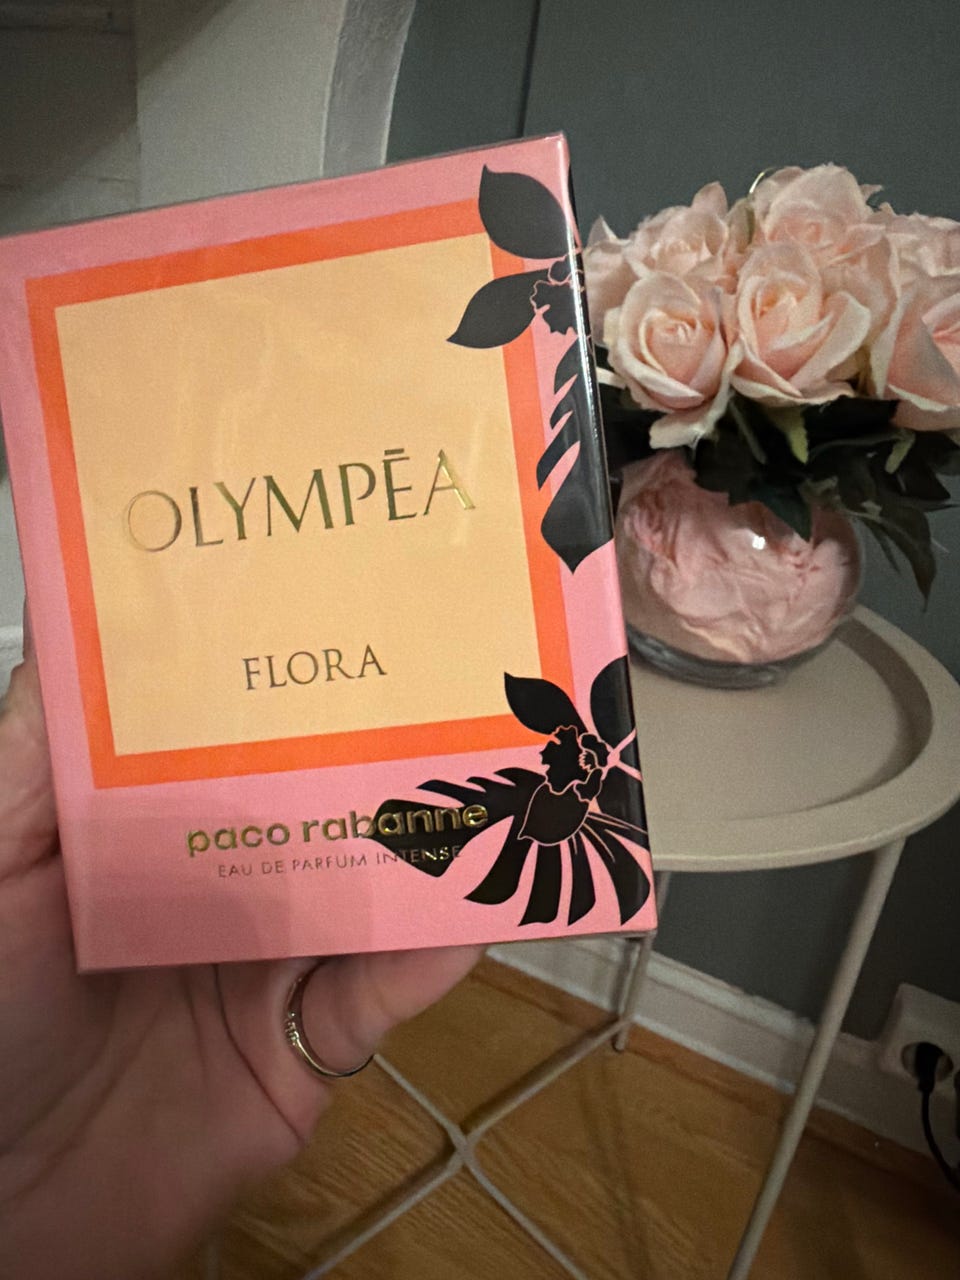 OLYMPĒA
FLORA
paco rabanne
EAU DE PARFUM INTENSE